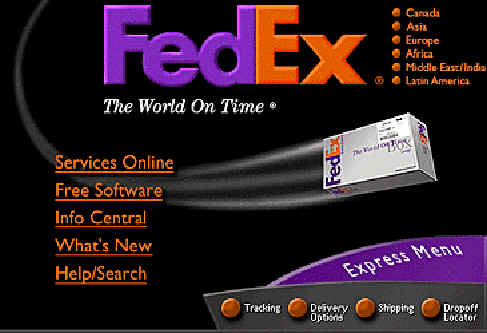 FedEx®
Canada
Asia
Europe
Africa
Middle East/India
Latin America
The World On Time ®
FedEx
The World On Time
Box
Services Online
Free Software
Info Central
What's New
Help/Search
Express Menu
Tracking
Delivery
Options
Shipping
Dropoff
Locator